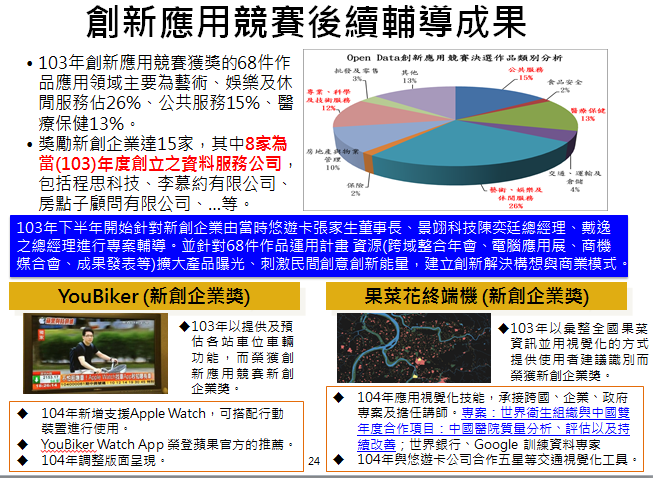 創新應用競賽後續輔導成果
• 103年創新應用競賽獲獎的68件作
品應用領域主要為藝術、娛樂及休
閒服務佔26%、公共服務15%、醫
療保健13%。
• 獎勵新創企業達15家，其中8家為
當(103)年度創立之資料服務公司，
包括程思科技、李慕約有限公司、
房點子顧問有限公司、…等。
Open Data創新應用競賽決選作品類別分析
批發及零售
3%
其他
13%
公共服務
15%
食品安全
2%
醫療保健
13%
交通、運輸及
倉儲
4%
藝術、娛樂及
休閒服務
26%
保險
2%
房地產與物業
管理
10%
專業、科學
及技術服務
12%
103年下半年開始針對新創企業由當時悠遊卡張家生董事長、景翊科技陳奕廷總經理、戴逸
之總經理進行專案輔導。並針對68件作品運用計畫 資源(跨域整合年會、電腦應用展、商機
媒合會、成果發表等)擴大產品曝光、刺激民間創意創新能量，建立創新解決構想與商業模式。
YouBiker (新創企業獎)
◆103年以提供及預
估各站車位車輛
功能，而榮獲創
新應用競賽新創
企業獎。
◆ 104年新增支援Apple Watch，可搭配行動
裝置進行使用。
◆ YouBiker Watch App 榮登蘋果官方的推薦。
◆ 104年調整版面呈現。
果菜花終端機 (新創企業獎)
◆103年以彙整全國果菜
資訊並用視覺化的方式
提供使用者建議識別而
榮獲新創企業獎。
◆ 104年應用視覺化技能，承接跨國、企業、政府
專案及擔任講師。專案：世界衛生組織與中國雙
年度合作項目：中國醫院質量分析、評估以及持
續改善；世界銀行、Google 訓練資料專案
◆ 104年與悠遊卡公司合作五星等交通視覺化工具。
24